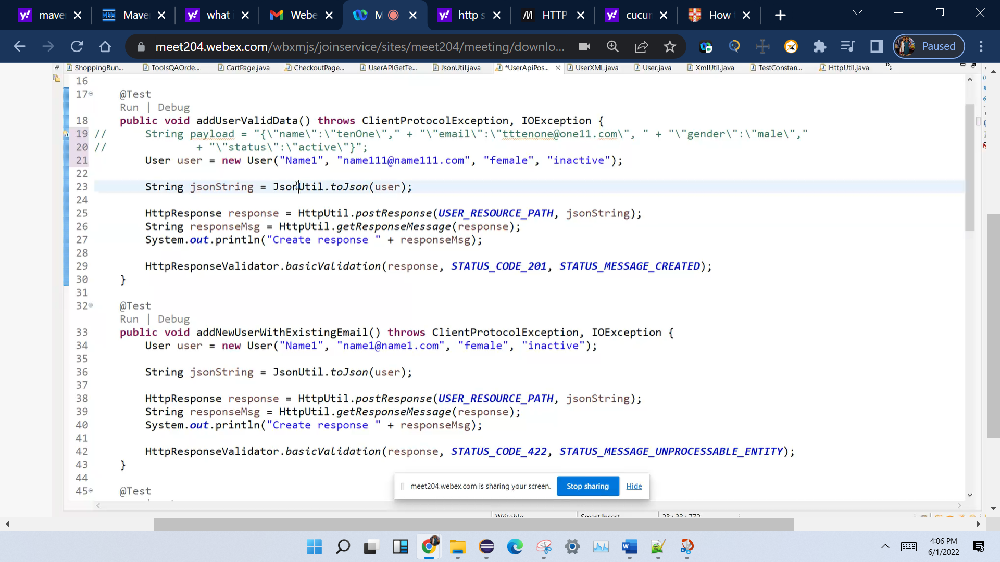 mave
Mave
what i
Webe
M
http s
HTTP
cucur
How
meet204.webex.com/wbxmjs/joinservice/sites/meet204/meeting/downlo...
Paused
ShoppingRun...
ToolsQAOrde...
CartPage.java
CheckoutPage...
UserAPIGetTe...
JsonUtil.java
*UserApiPos...
UserXML.java
User.java
XmlUtil.java
TestConstan...
HttpUtil.java
16
17 @Test
Run | Debug
18 public void addUserValidData() throws ClientProtocolException, IOException {
19 // String payload = "{\"name\":\"tenOne\"," + "\"email\":\"tttenone@one11.com\", " + "\"gender\":\"male\","
20 // + "\"status\":\"active\"}";
21 User user = new User("Name1", "name111@name111.com", "female", "inactive");
22
23 String jsonString = JsonUtil.toJson(user);
24
25 HttpResponse response = HttpUtil.postResponse(USER_RESOURCE_PATH, jsonString);
26 String responseMsg = HttpUtil.getResponseMessage(response);
27 System.out.println("Create response " + responseMsg);
28
29 HttpResponseValidator.basicValidation(response, STATUS_CODE_201, STATUS_MESSAGE_CREATED);
30 }
31
32 @Test
Run | Debug
33 public void addNewUserWithExistingEmail() throws ClientProtocolException, IOException {
34 User user = new User("Name1", "name1@name1.com", "female", "inactive");
35
36 String jsonString = JsonUtil.toJson(user);
37
38 HttpResponse response = HttpUtil.postResponse(USER_RESOURCE_PATH, jsonString);
39 String responseMsg = HttpUtil.getResponseMessage(response);
40 System.out.println("Create response " + responseMsg);
41
42 HttpResponseValidator.basicValidation(response, STATUS_CODE_422, STATUS_MESSAGE_UNPROCESSABLE_ENTITY);
43 }
44
45 @Test
meet204.webex.com is sharing your screen.
Stop sharing
Hide
Writable
Smart Insert
23 : 33 : 772
4:06 PM
6/1/2022